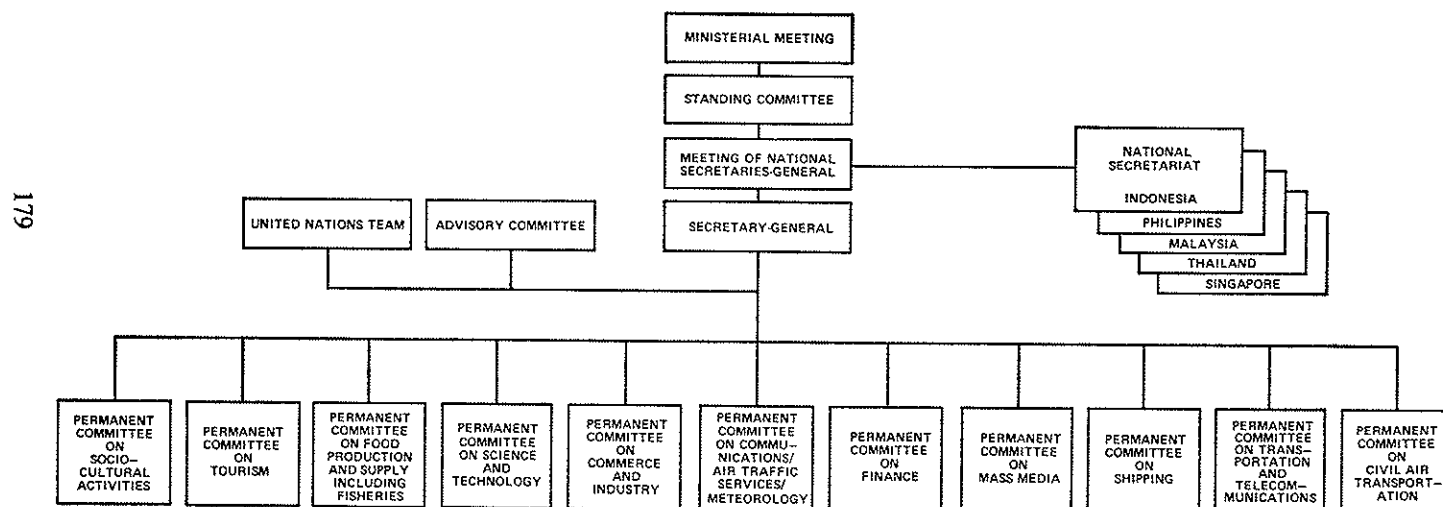 MINISTERIAL MEETING
STANDING COMMITTEE
MEETING OF NATIONAL
SECRETARIES-GENERAL
NATIONAL
SECRETARIAT
INDONESIA
PHILIPPINES
MALAYSIA
THAILAND
SINGAPORE
179
UNITED NATIONS TEAM
ADVISORY COMMITTEE
SECRETARY-GENERAL
PERMANENT
COMMITTEE
ON
SOCIO-
CULTURAL
ACTIVITIES
PERMANENT
COMMITTEE
ON
TOURISM
PERMANENT
COMMITTEE
ON FOOD
PRODUCTION
AND SUPPLY
INCLUDING
FISHERIES
PERMANENT
COMMITTEE
ON SCIENCE
AND
TECHNOLOGY
PERMANENT
COMMITTEE
ON
COMMERCE
AND
INDUSTRY
PERMANENT
COMMITTEE
ON COMMU-
NICATIONS/
AIR TRAFFIC
SERVICES/
METEOROLOGY
PERMANENT
COMMITTEE
ON
FINANCE
PERMANENT
COMMITTEE
ON
MASS MEDIA
PERMANENT
COMMITTEE
ON
SHIPPING
PERMANENT
COMMITTEE
ON TRANS-
PORTATION
AND
TELECOM-
MUNICATIONS
PERMANENT
COMMITTEE
ON
CIVIL AIR
TRANSPORT-
ATION